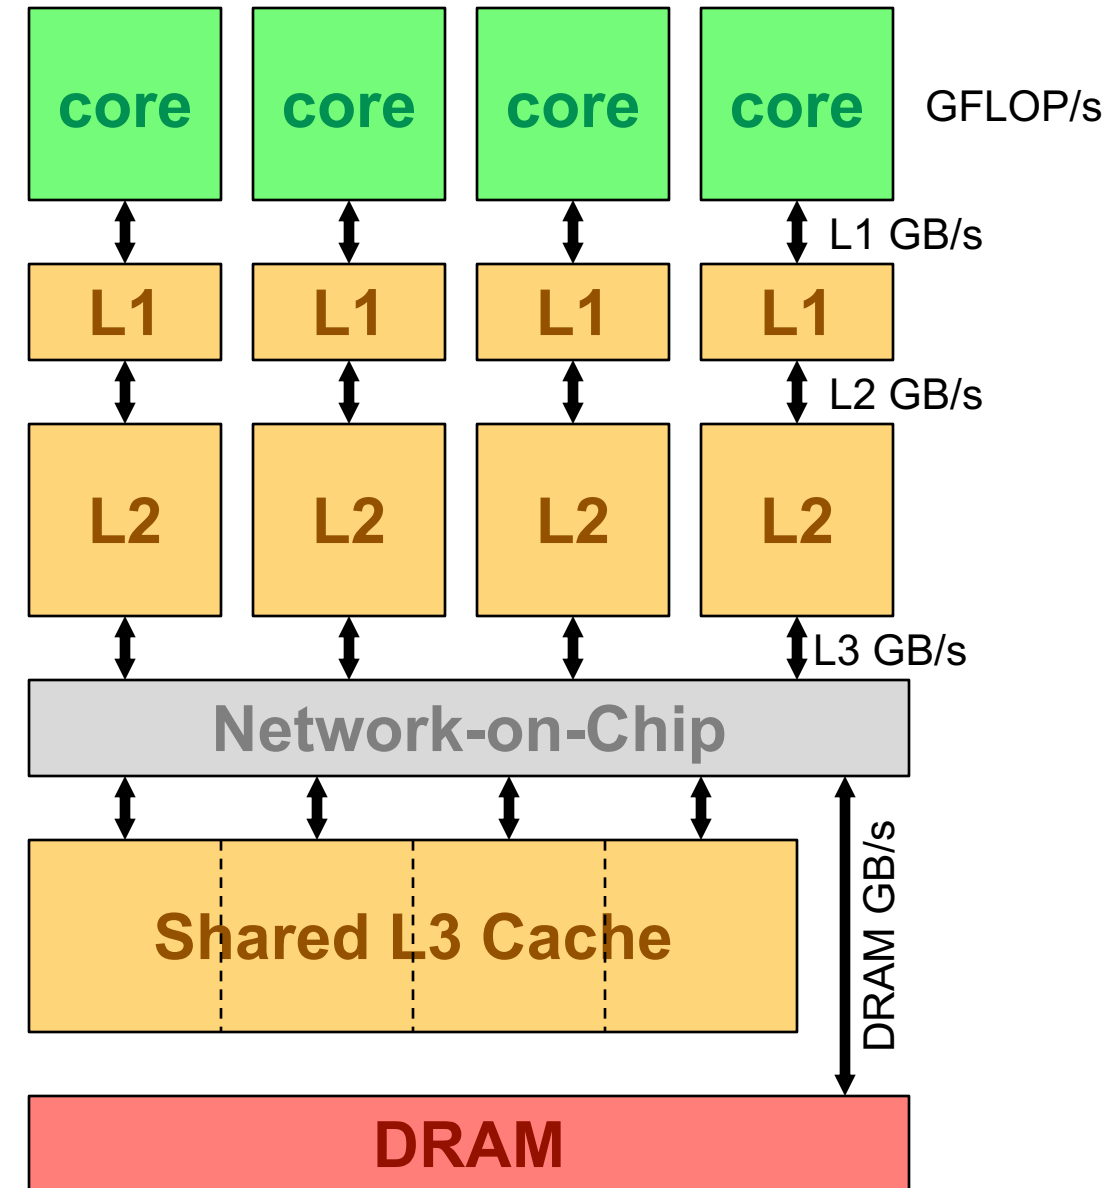 core core core core GFLOP/s
L1 GB/s
L1 L1 L1 L1
L2 GB/s
L2 L2 L2 L2
L3 GB/s
Network-on-Chip
Shared L3 Cache
DRAM GB/s
DRAM